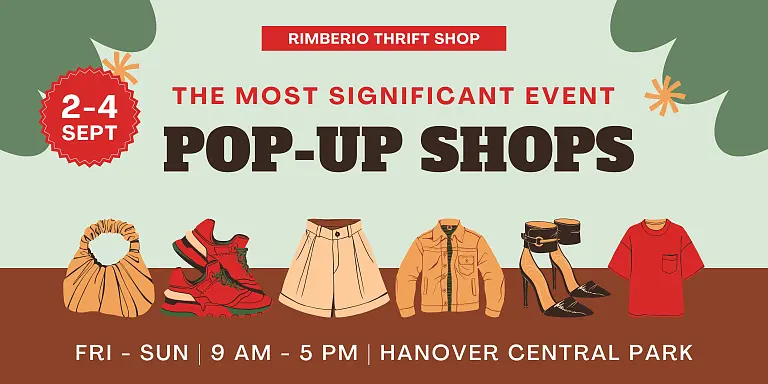 RIMBERIO THRIFT SHOP
2-4
SEPT
THE MOST SIGNIFICANT EVENT
POP-UP SHOPS
FRI - SUN | 9 AM - 5 PM | HANOVER CENTRAL PARK